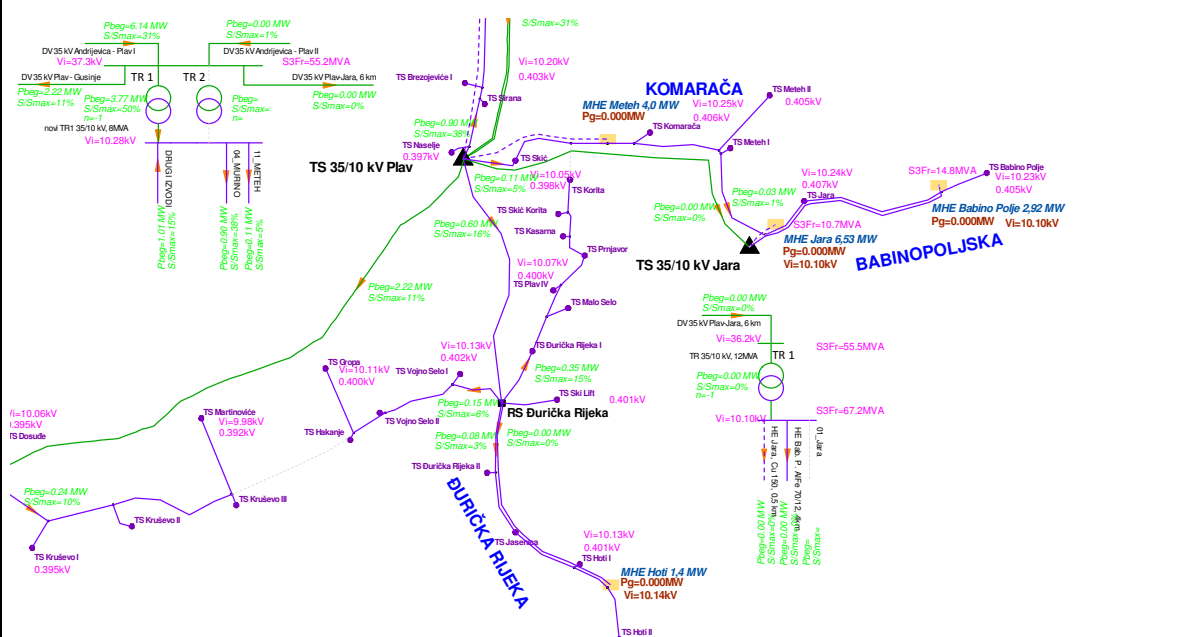 Pbeg=6.14 MW
S/Smax=31%
Pbeg=0.00 MW
S/Smax=1%
DV 35 kV Andrijevica - Plav I
DV 35 kV Andrijevica - Plav II
Vi=37.3kV
S3Fr=55.2MVA
DV 35 kV Plav - Gusinje
TR 1
TR 2
DV 35 kV Plav-Jara, 6 km
Pbeg=2.22 MW
S/Smax=11%
Pbeg=3.77 MW
S/Smax=50%
n=-1
Pbeg=
S/Smax=
n=
Pbeg=0.00 MW
S/Smax=0%
novi TR1 35/10 kV, 8MVA
Vi=10.28kV
DRUGI IZVODI
04. MURINO
11. METEH
Pbeg=1.01 MW
S/Smax=15%
Pbeg=0.90 MW
S/Smax=38%
Pbeg=0.11 MW
S/Smax=5%
S/Smax=31%
Vi=10.20kV
0.403kV
TS Brezojeviće I
TS Sirana
Pbeg=0.90 MW
S/Smax=38%
TS Naselje
0.397kV
TS 35/10 kV Plav
KOMARAČA
MHE Meteh 4,0 MW
Pg=0.000MW
Vi=10.25kV
0.406kV
TS Meteh II
0.405kV
TS Komarača
TS Meteh I
TS Skić
Pbeg=0.11 MW
S/Smax=5%
Vi=10.05kV
0.398kV
TS Korita
TS Skić Korita
TS Kasarna
TS Prnjavor
Pbeg=0.60 MW
S/Smax=16%
Vi=10.07kV
0.400kV
TS Plav IV
TS Malo Selo
Pbeg=0.03 MW
S/Smax=1%
Pbeg=0.00 MW
S/Smax=0%
Vi=10.24kV
0.407kV
TS Jara
S3Fr=14.8MVA
TS Babino Polje
Vi=10.23kV
0.405kV
MHE Babino Polje 2,92 MW
Pg=0.000MW
Vi=10.10kV
S3Fr=10.7MVA
MHE Jara 6,53 MW
Pg=0.000MW
Vi=10.10kV
TS 35/10 kV Jara
BABINOPOLJSKA
Pbeg=2.22 MW
S/Smax=11%
Pbeg=0.00 MW
S/Smax=0%
DV 35 kV Plav-Jara, 6 km
Vi=36.2kV
S3Fr=55.5MVA
TR 35/10 kV, 12MVA
TR 1
Pbeg=0.00 MW
S/Smax=0%
n=-1
S3Fr=67.2MVA
Vi=10.10kV
HE Jara, Cu 150, 0,5 km
01_Jara
Pbeg=0.00 MW
S/Smax=0%
Pbeg=0.00 MW
Pbeg=
S/Smax=
Vi=10.13kV
0.402kV
TS Đurička Rijeka I
TS Gropa
Vi=10.11kV
0.400kV
TS Vojno Selo I
Pbeg=0.35 MW
S/Smax=15%
TS Ski Lift
0.401kV
RS Đurička Rijeka
Pbeg=0.15 MW
S/Smax=6%
TS Vojno Selo II
TS Hakanje
Pbeg=0.08 MW
S/Smax=3%
Pbeg=0.00 MW
S/Smax=0%
TS Đurička Rijeka II
Vi=10.06kV
0.395kV
TS Dosuđe
TS Martinoviće
Vi=9.98kV
0.392kV
Pbeg=0.24 MW
S/Smax=10%
TS Kruševo III
TS Kruševo II
TS Kruševo I
0.395kV
ĐURIČKA RIJEKA
TS Jasenica
Vi=10.13kV
0.401kV
TS Hoti I
MHE Hoti 1,4 MW
Pg=0.000MW
Vi=10.14kV
TS Hoti II